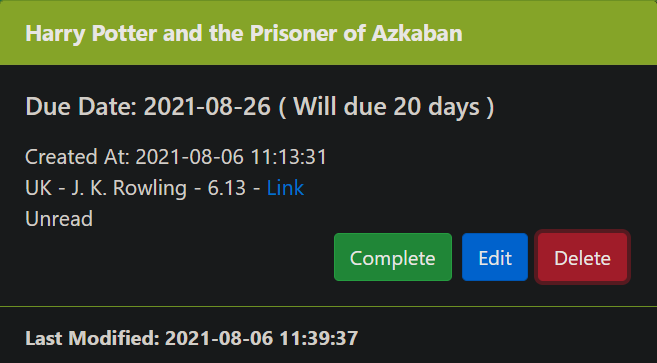 Harry Potter and the Prisoner of Azkaban
Due Date: 2021-08-26 ( Will due 20 days )
Created At: 2021-08-06 11:13:31
UK - J. K. Rowling - 6.13 - Link
Unread
Complete Edit Delete
Last Modified: 2021-08-06 11:39:37